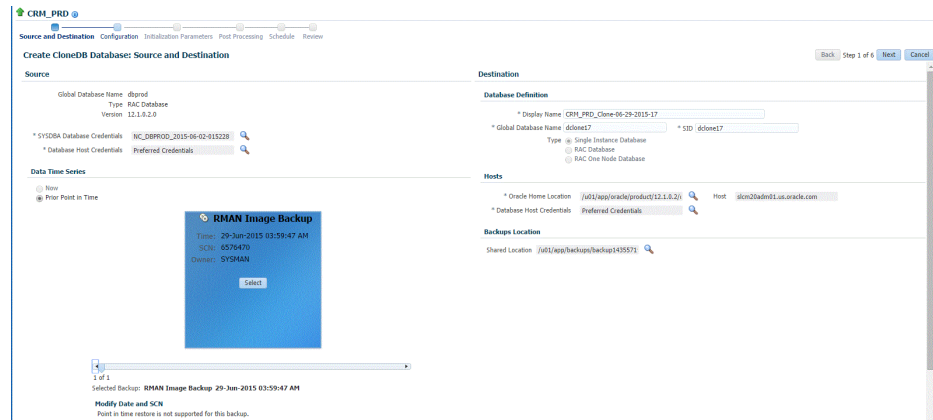 CRM_PRD
Source and Destination Configuration Initialization Parameters Post Processing Schedule Review
Create CloneDB Database: Source and Destination
Back Step 1 of 6 Next Cancel
Source
Global Database Name dbprod
Type RAC Database
Version 12.1.0.2.0
* SYSDBA Database Credentials NC_DBPROD_2015-06-02-015228
* Database Host Credentials Preferred Credentials
Data Time Series
Now
Prior Point in Time
RMAN Image Backup
Time: 29-Jun-2015 03:59:47 AM
SCN: 6576470
Owner: SYSMAN
Select
1 of 1
Selected Backup: RMAN Image Backup 29-Jun-2015 03:59:47 AM
Modify Date and SCN
Point in time restore is not supported for this backup.
Destination
Database Definition
* Display Name CRM_PRD_Clone-06-29-2015-17
* Global Database Name dclone17 * SID dclone17
Type Single Instance Database
RAC Database
RAC One Node Database
Hosts
* Oracle Home Location /u01/app/oracle/product/12.1.0.2/ Host slcm20adm01.us.oracle.com
* Database Host Credentials Preferred Credentials
Backups Location
Shared Location /u01/app/backups/backup1435571